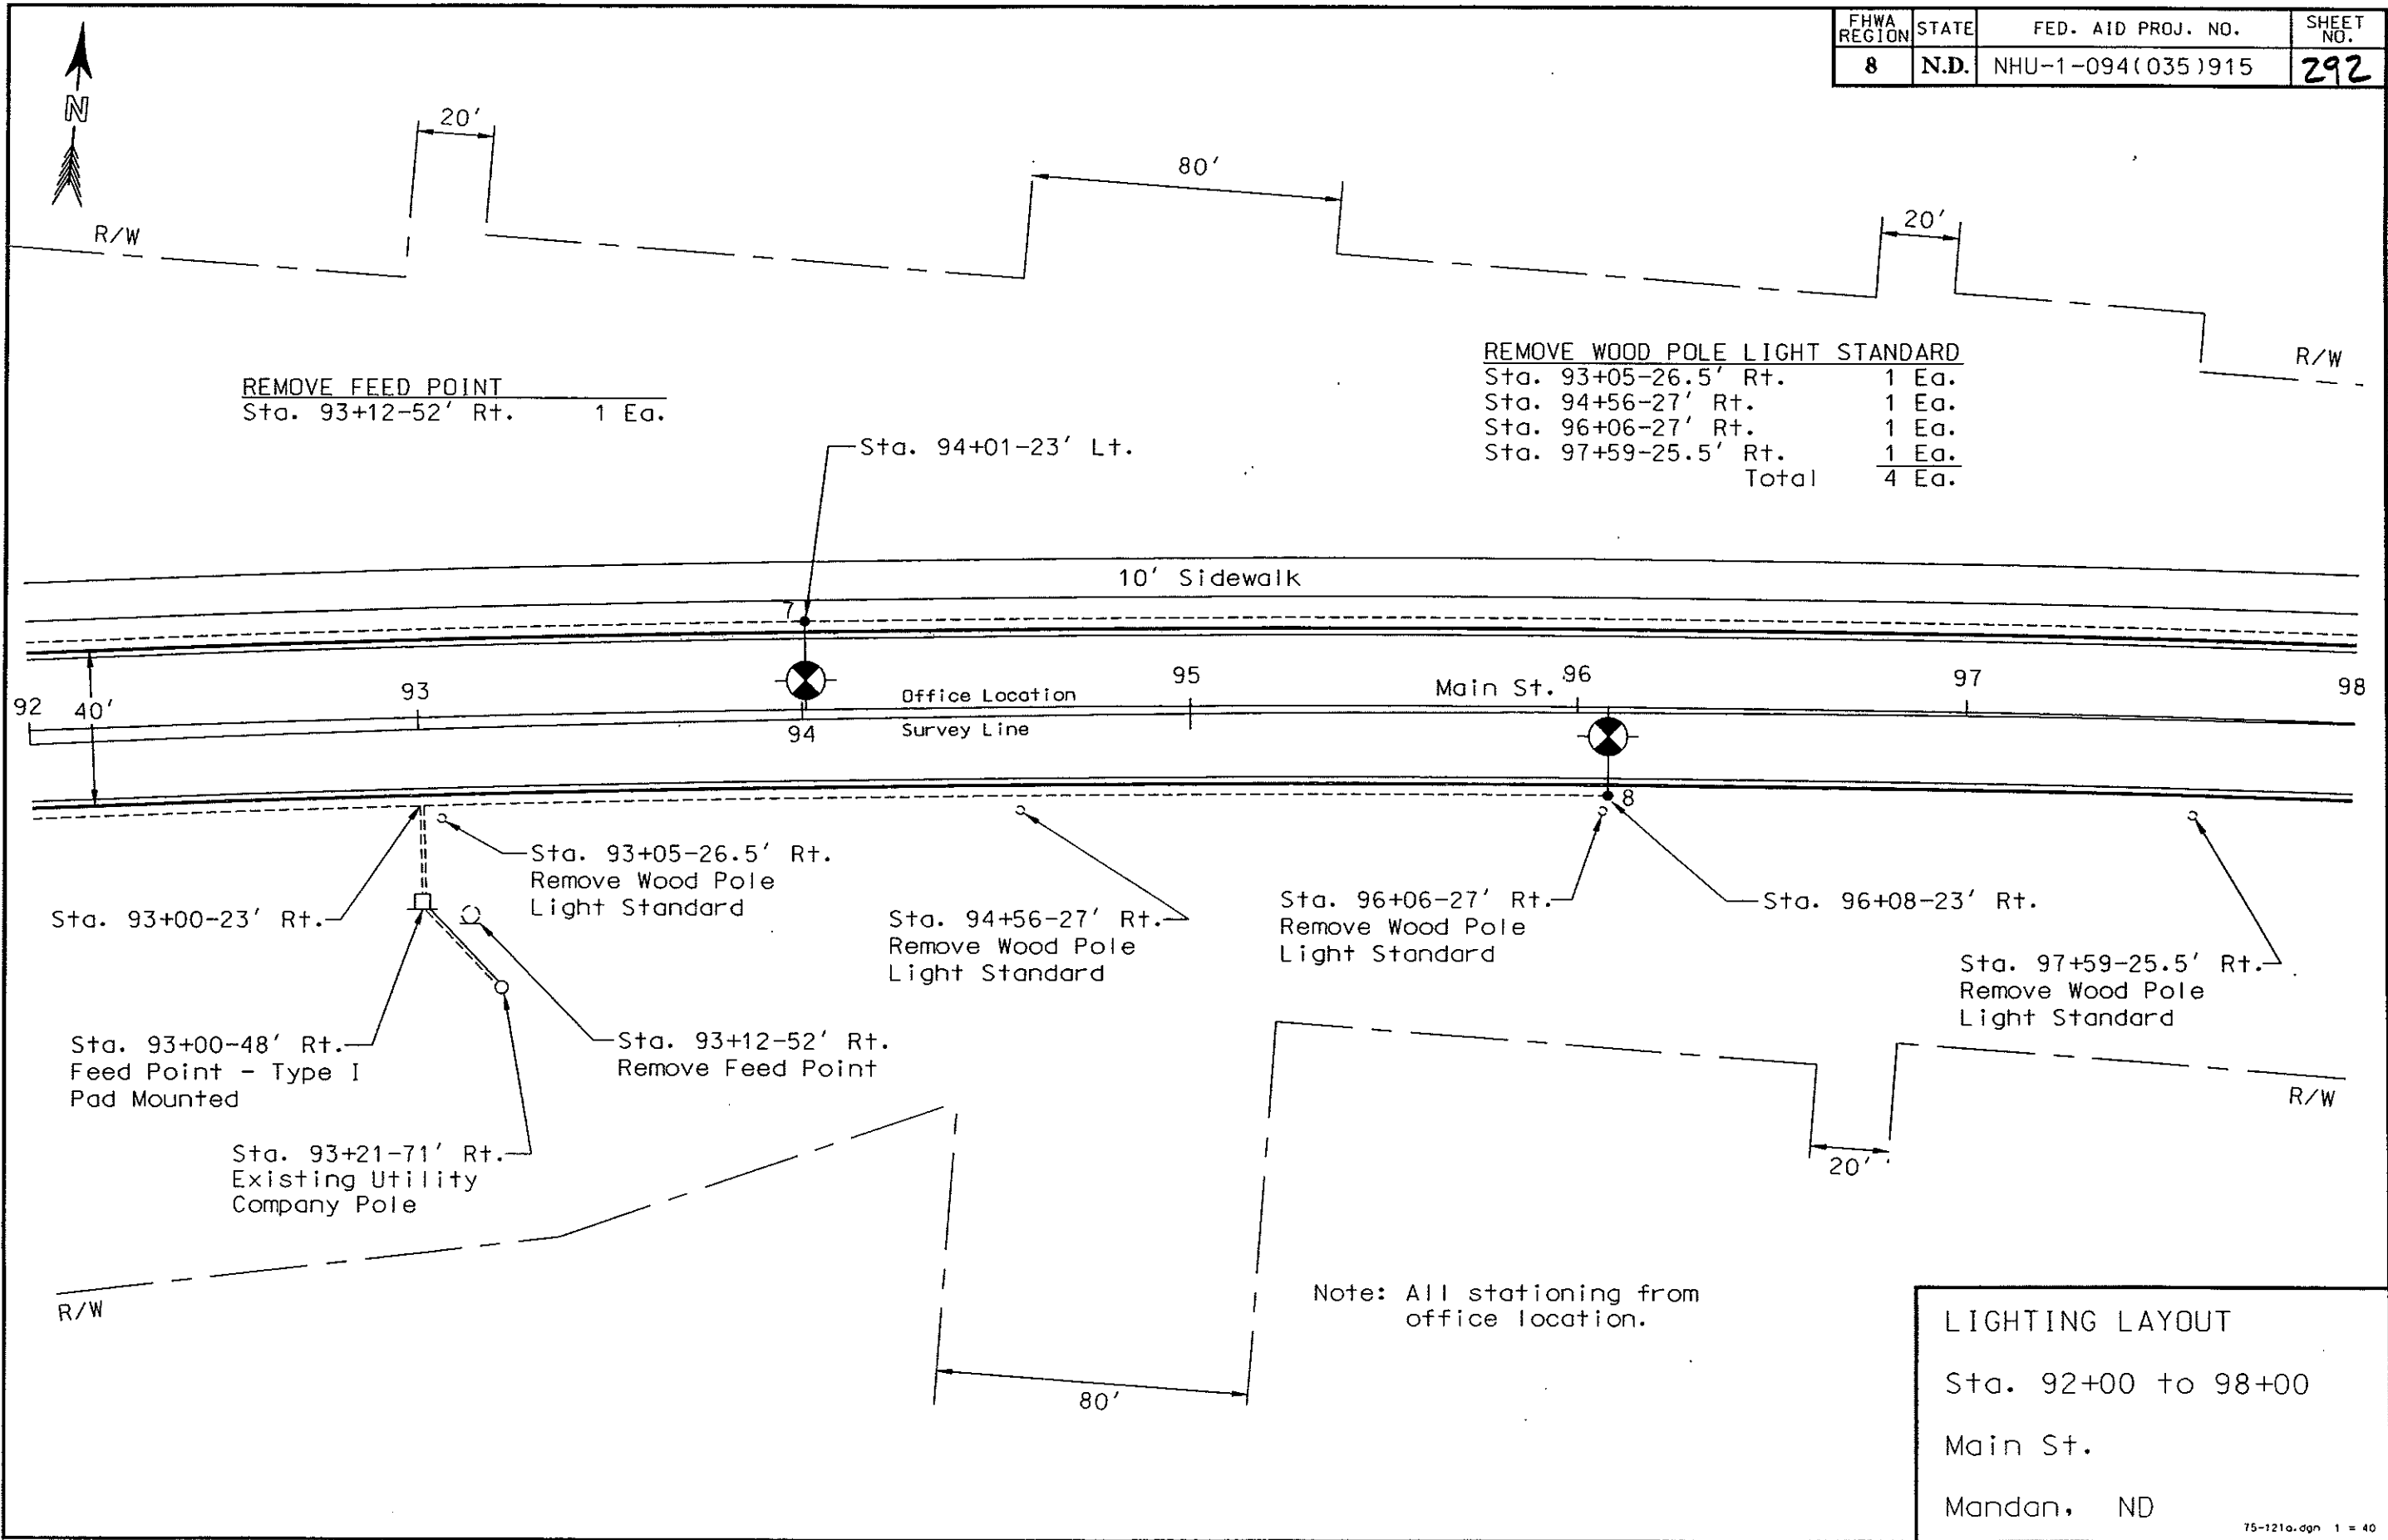 FHWA REGION STATE FED. AID PROJ. NO. SHEET NO.
8 N.D. NHU-1-094(035)915 292
N
20'
80'
20'
R/W
R/W
REMOVE FEED POINT
Sta. 93+12-52' Rt. 1 Ea.
REMOVE WOOD POLE LIGHT STANDARD
Sta. 93+05-26.5' Rt. 1 Ea.
Sta. 94+56-27' Rt. 1 Ea.
Sta. 96+06-27' Rt. 1 Ea.
Sta. 97+59-25.5' Rt. 1 Ea.
Total 4 Ea.
Sta. 94+01-23' Lt.
10' Sidewalk
7
92
40'
93
94
Office Location
Survey Line
95
Main St.
96
97
98
8
Sta. 93+00-23' Rt.
Sta. 93+05-26.5' Rt.
Remove Wood Pole
Light Standard
Sta. 94+56-27' Rt.
Remove Wood Pole
Light Standard
Sta. 96+06-27' Rt.
Remove Wood Pole
Light Standard
Sta. 96+08-23' Rt.
Sta. 97+59-25.5' Rt.
Remove Wood Pole
Light Standard
Sta. 93+00-48' Rt.
Feed Point - Type I
Pad Mounted
Sta. 93+12-52' Rt.
Remove Feed Point
Sta. 93+21-71' Rt.
Existing Utility
Company Pole
R/W
20'
R/W
80'
Note: All stationing from
office location.
LIGHTING LAYOUT
Sta. 92+00 to 98+00
Main St.
Mandan, ND
75-121a.dgn 1 = 40